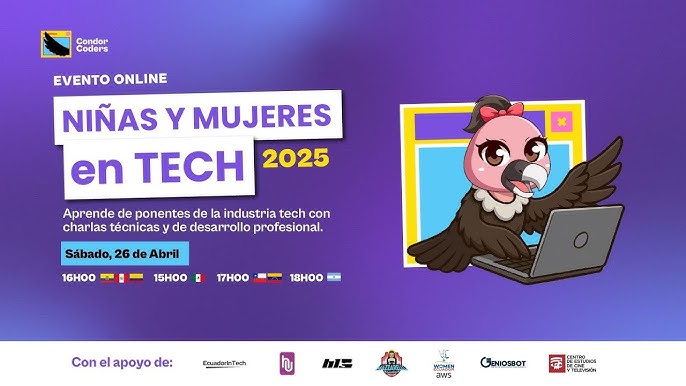 Condor
Coders
EVENTO ONLINE
NIÑAS Y MUJERES
en TECH 2025
Aprende de ponentes de la industria tech con
charlas técnicas y de desarrollo profesional.
Sábado, 26 de Abril
16H00 15H00 17H00 18H00
Con el apoyo de:
EcuadorInTech
WOMEN
aws
GENIOSBOT
CENTRO
DE ESTUDIOS
DE CINE
Y TELEVISIÓN